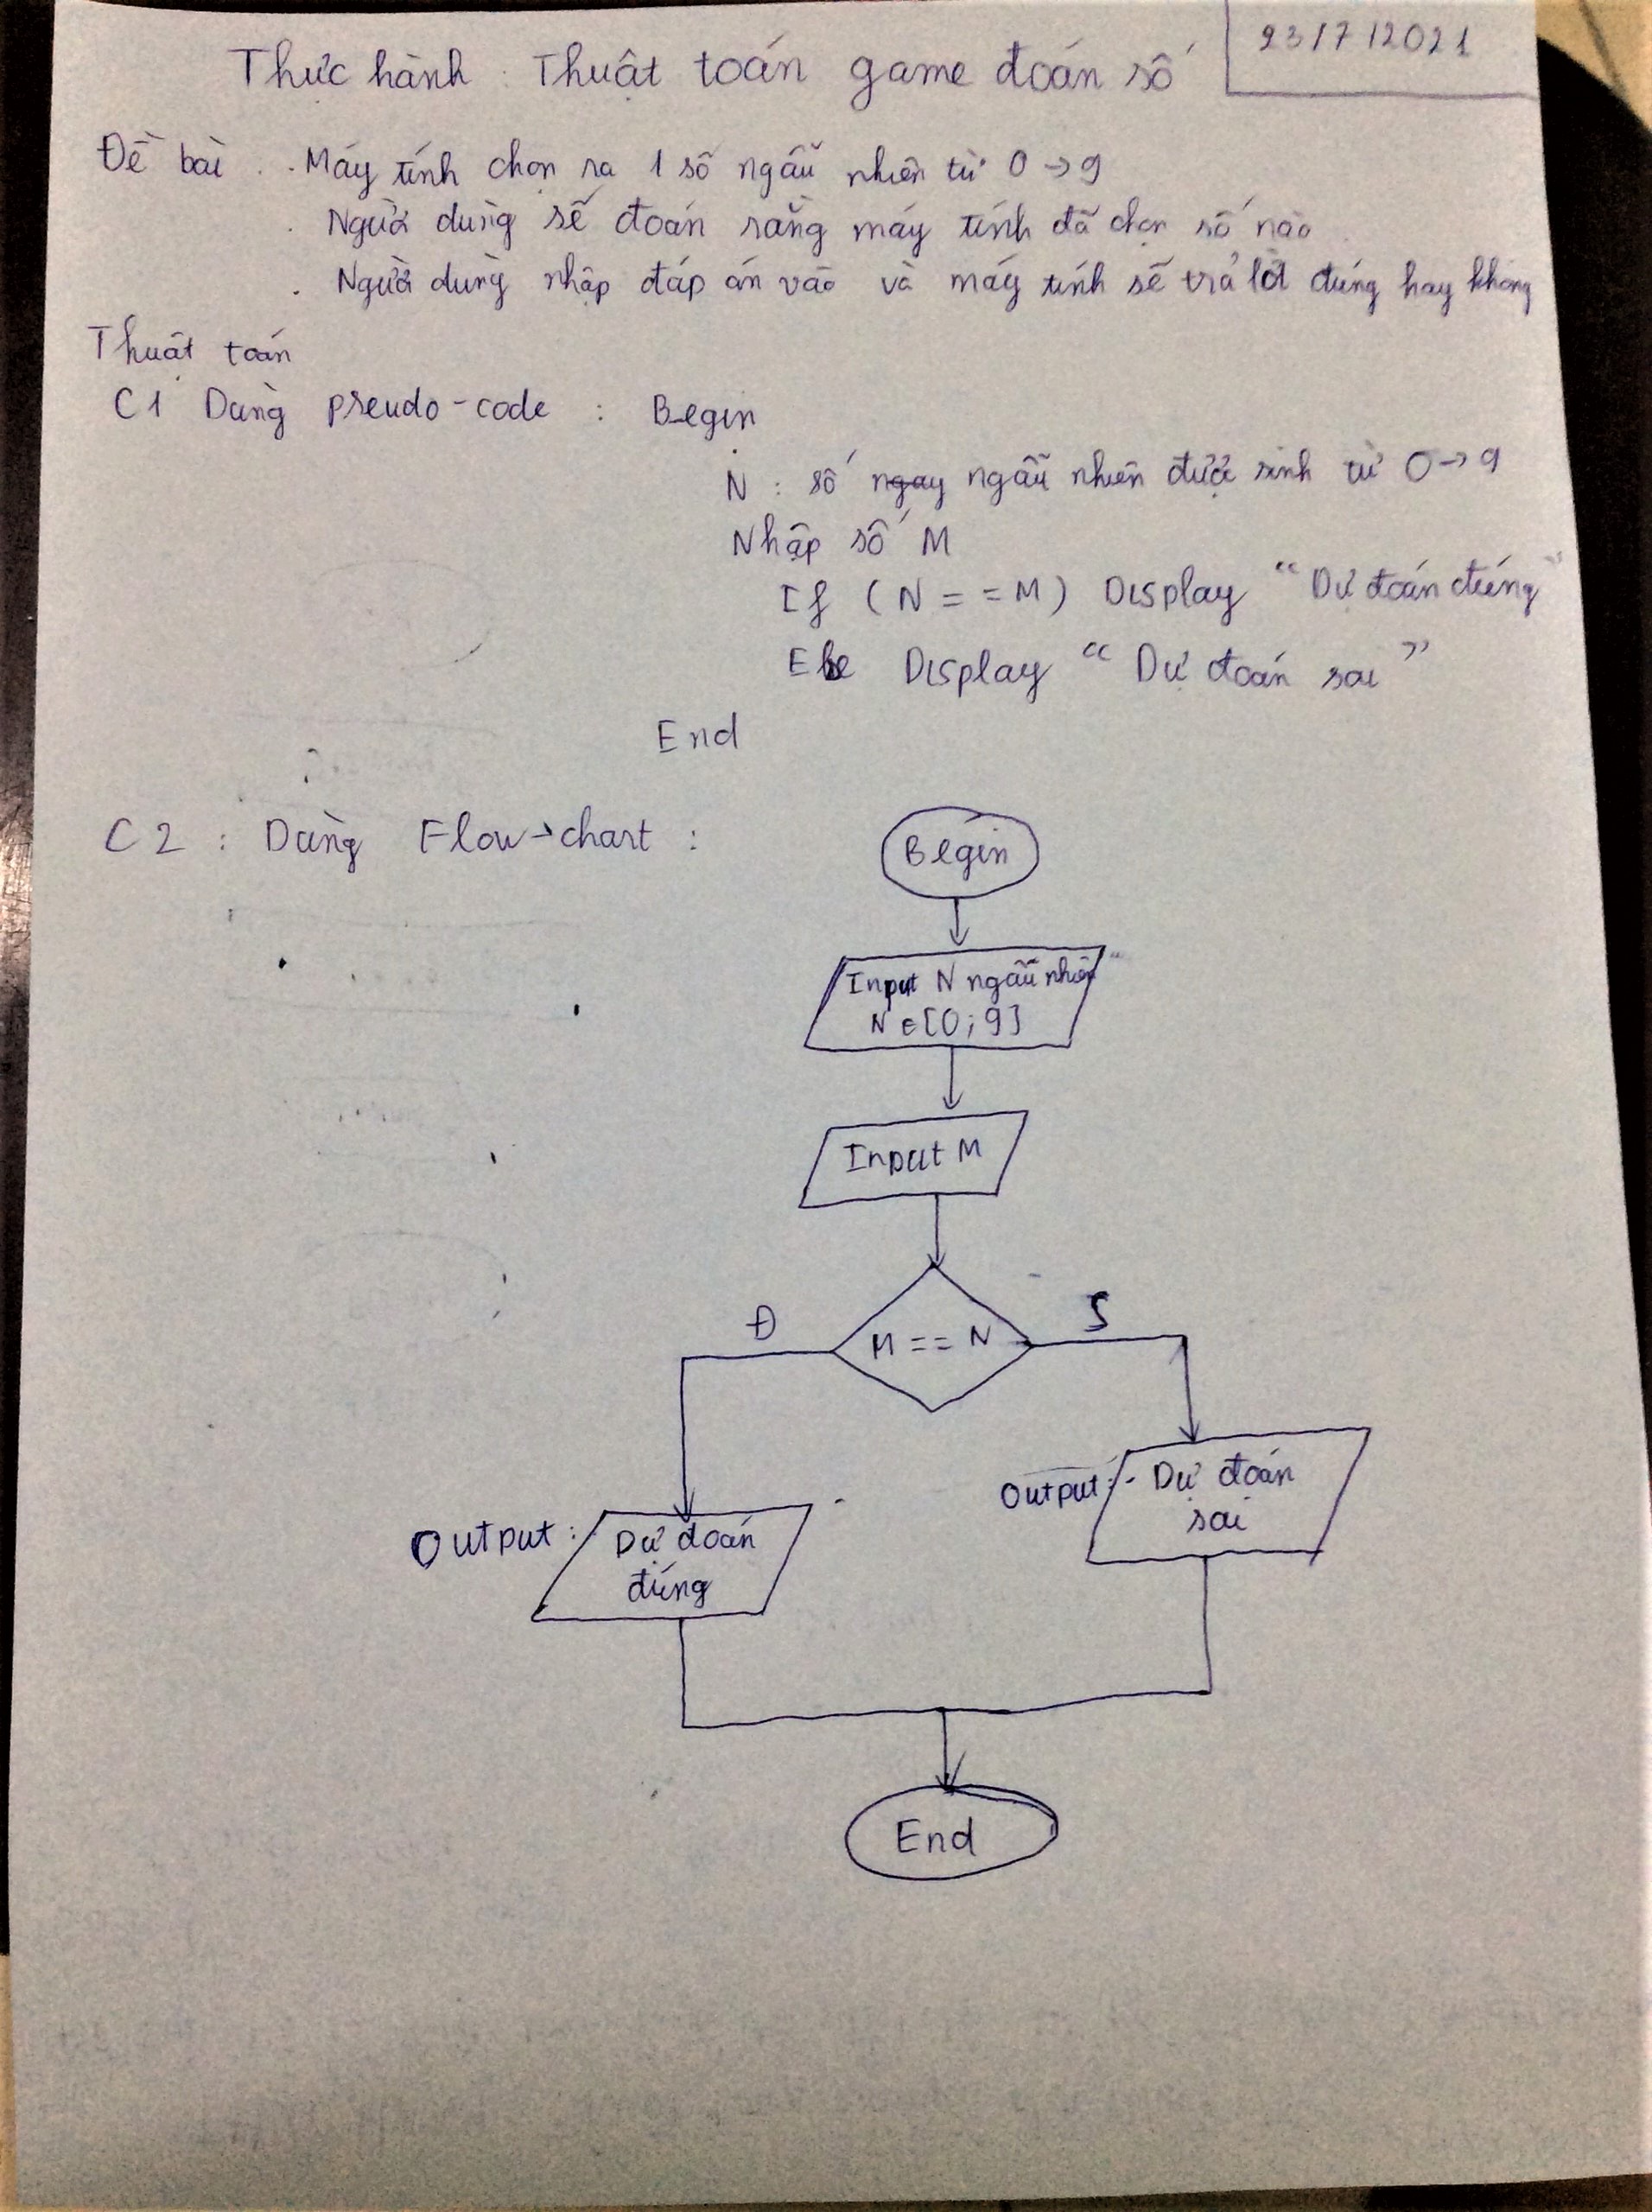 23/7/2021
Thực hành : Thuật toán game đoán số
Đề bài . . Máy tính chọn ra 1 số ngẫu nhiên từ 0 → 9
. Người dùng sẽ đoán rằng máy tính đã chọn số nào
. Người dùng nhập đáp án vào và máy tính sẽ trả lời đúng hay không
Thuật toán
C1 Dùng pseudo-code : Begin
N : số ngẫu nhiên được sinh từ 0 → 9
Nhập số M
If (N == M) Display "Dự đoán đúng"
Else Display "Dự đoán sai"
End
C2 : Dùng Flow-chart :
Begin
Input N ngẫu nhiên
N ∈ [0;9]
Input M
M == N
Đ
S
Output : Dự đoán
sai
Output : Dự đoán
đúng
End